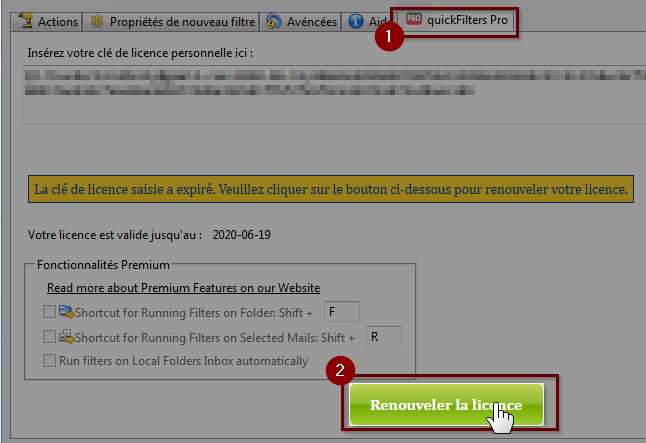 Actions
Propriétés de nouveau filtre
Avéncées
Aide
PRO quickFilters Pro
1
Insérez votre clé de licence personnelle ici :
La clé de licence saisie a expiré. Veuillez cliquer sur le bouton ci-dessous pour renouveler votre licence.
Votre licence est valide jusqu'au : 2020-06-19
Fonctionnalités Premium
Read more about Premium Features on our Website
Shortcut for Running Filters on Folder: Shift + F
Shortcut for Running Filters on Selected Mails: Shift + R
Run filters on Local Folders Inbox automatically
2
Renouveler la licence